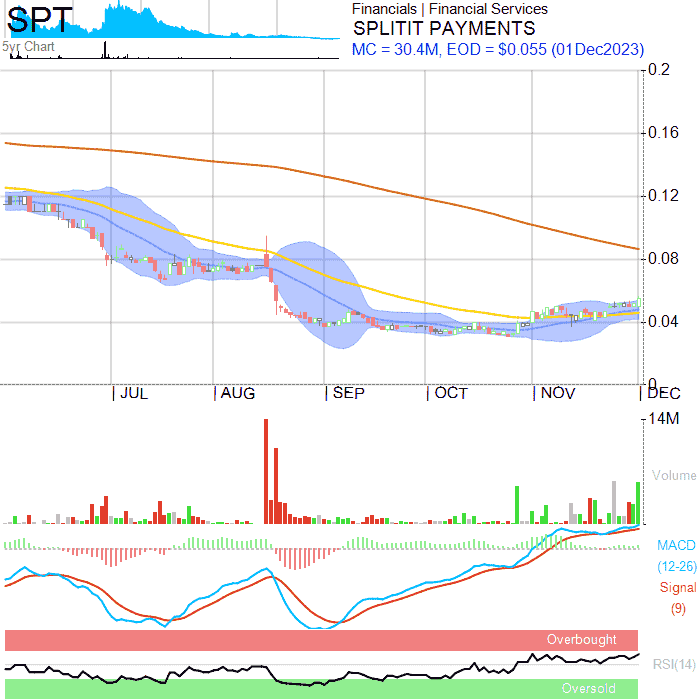 SPT
5yr Chart
Financials | Financial Services
SPLITIT PAYMENTS
MC = 30.4M, EOD = $0.055 (01Dec2023)
0.2
0.16
0.12
0.08
0.04
0
JUL AUG SEP OCT NOV DEC
14M
Volume
MACD
(12-26)
Signal
(9)
Overbought
RSI(14)
Oversold